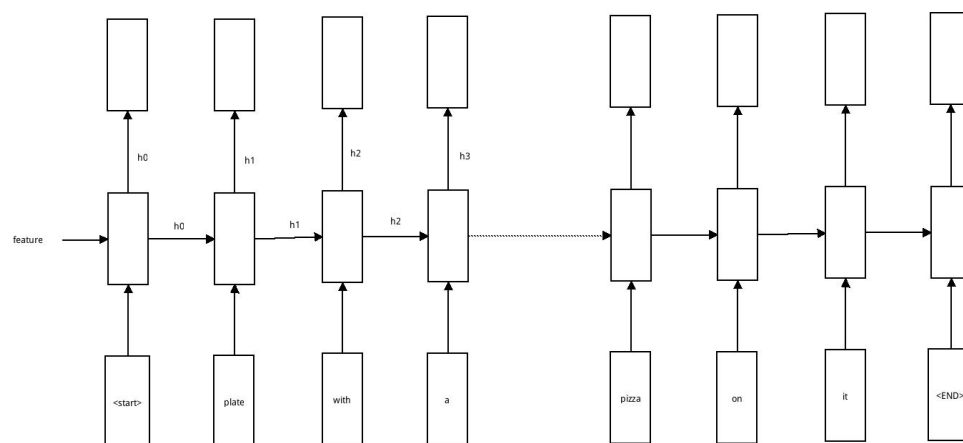 h0
h1
h2
h3
feature
h0
h1
h2
<start>
plate
with
a
pizza
on
it
<END>